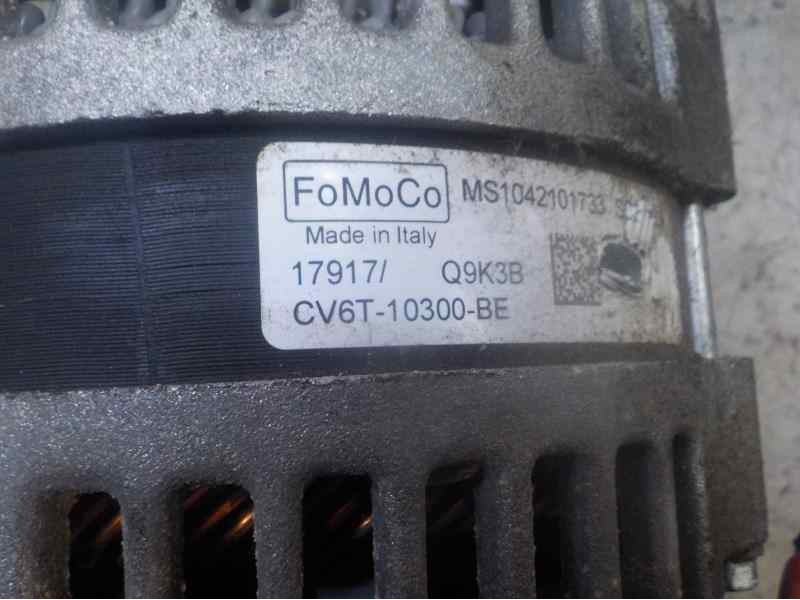 FoMoCo MS1042101733
Made in Italy
17917/ Q9K3B
CV6T-10300-BE